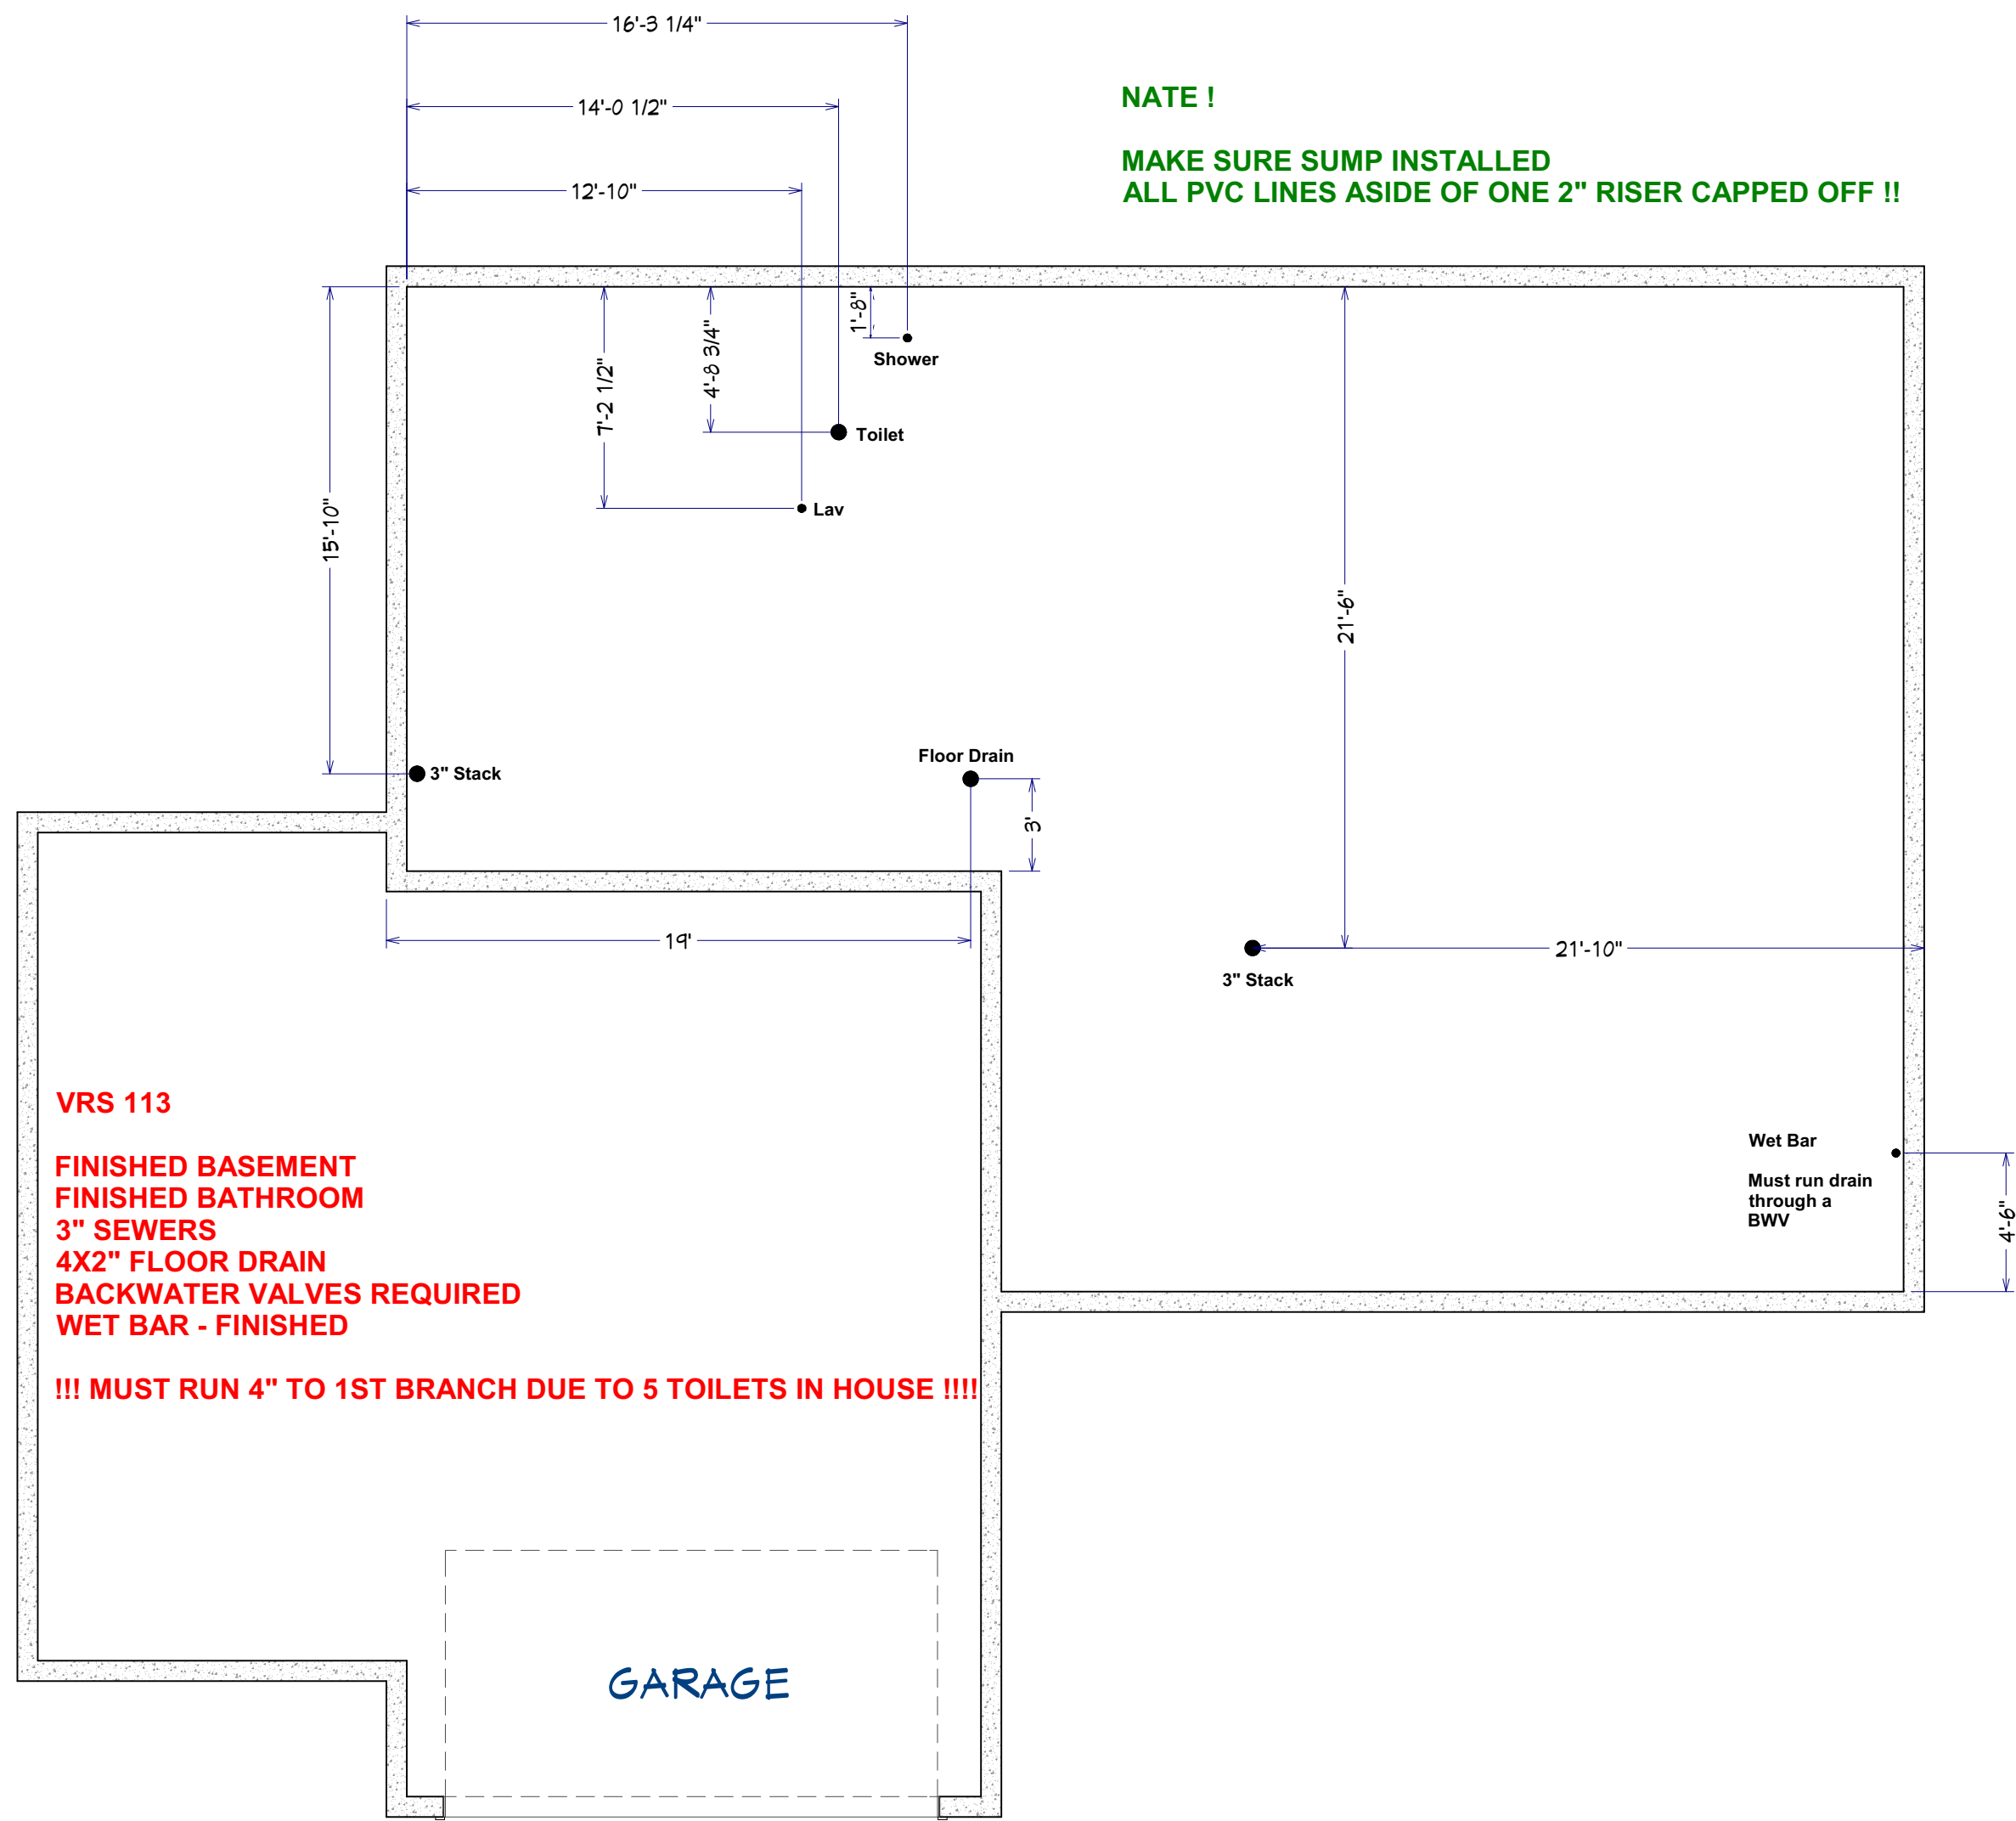 16'-3 1/4"
14'-0 1/2"
12'-10"
NATE !
MAKE SURE SUMP INSTALLED
ALL PVC LINES ASIDE OF ONE 2" RISER CAPPED OFF !!
1'-8"
Shower
4'-8 3/4"
7'-2 1/2"
Toilet
Lav
15'-10"
21'-6"
Floor Drain
3" Stack
3'
19'
21'-10"
3" Stack
VRS 113
FINISHED BASEMENT
FINISHED BATHROOM
3" SEWERS
4X2" FLOOR DRAIN
BACKWATER VALVES REQUIRED
WET BAR - FINISHED
!!! MUST RUN 4" TO 1ST BRANCH DUE TO 5 TOILETS IN HOUSE !!!!
Wet Bar
Must run drain
through a
BWV
4'-6"
GARAGE